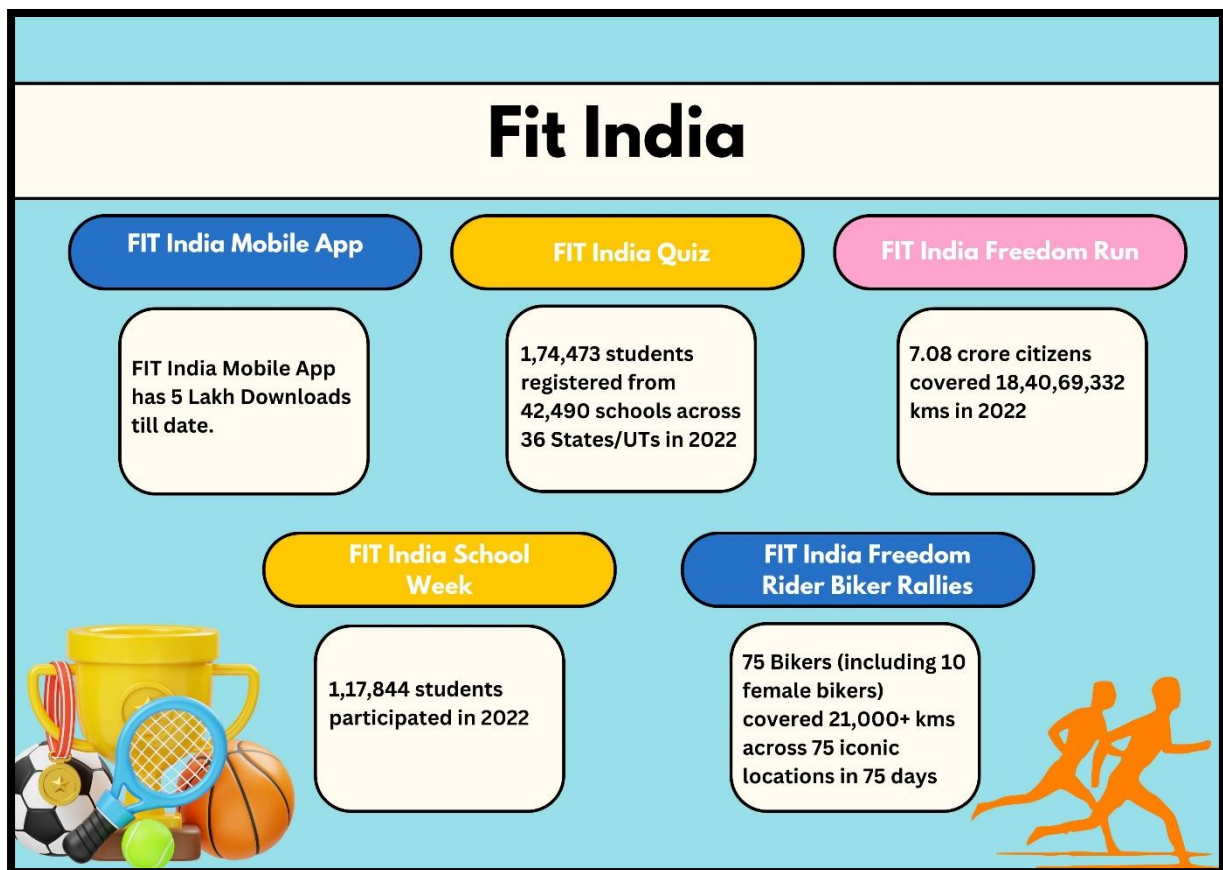 Fit India
FIT India Mobile App
FIT India Mobile App
has 5 Lakh Downloads
till date.
FIT India Quiz
1,74,473 students
registered from
42,490 schools across
36 States/UTs in 2022
FIT India Freedom Run
7.08 crore citizens
covered 18,40,69,332
kms in 2022
FIT India School
Week
1,17,844 students
participated in 2022
FIT India Freedom
Rider Biker Rallies
75 Bikers (including 10
female bikers)
covered 21,000+ kms
across 75 iconic
locations in 75 days